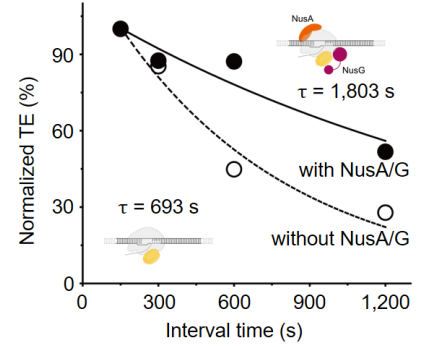 NusA
NusG
τ = 1,803 s
with NusA/G
τ = 693 s
without NusA/G
Normalized TE (%)
90
60
30
0
0 300 600 900 1,200
Interval time (s)